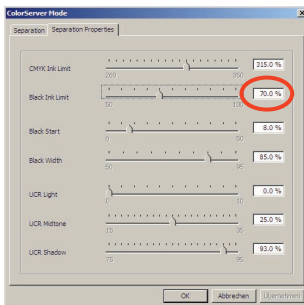 ColorServer Mode
Separation Separation Properties
CMYK Ink Limit 315.0 %
260 350
Black Ink Limit 70.0 %
50 100
Black Start 8.0 %
0 50
Black Width 85.0 %
50 95
UCR Light 0.0 %
0 10
UCR Midtone 25.0 %
15 35
UCR Shadow 93.0 %
75 95
OK Abbrechen Übernehmen